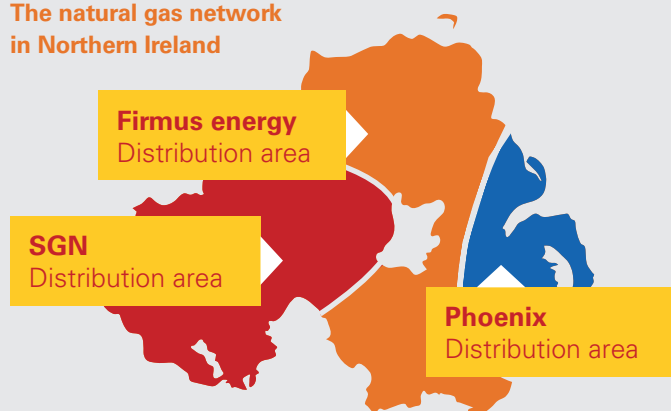 The natural gas network
in Northern Ireland
Firmus energy
Distribution area
SGN
Distribution area
Phoenix
Distribution area